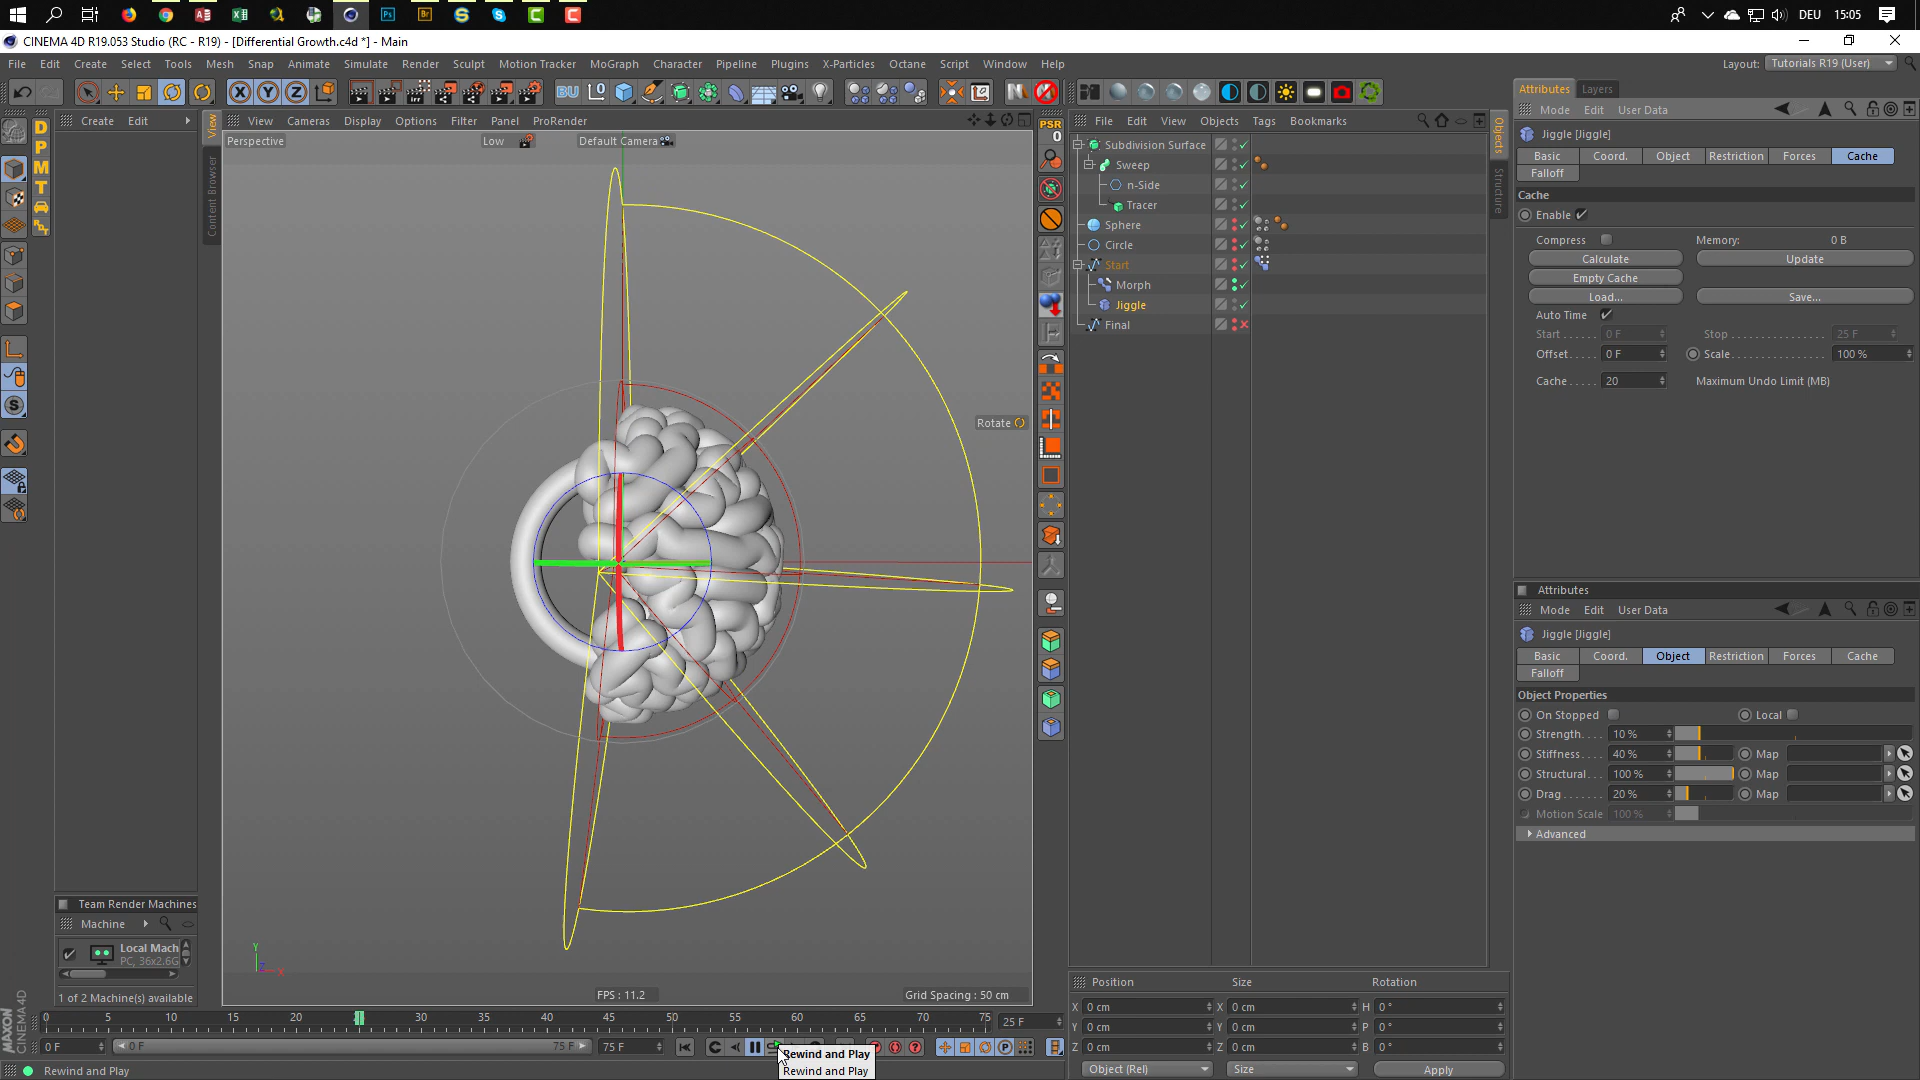 DEU 15:05
CINEMA 4D R19.053 Studio (RC - R19) - [Differential Growth.c4d *] - Main
File Edit Create Select Tools Mesh Snap Animate Simulate Render Sculpt Motion Tracker MoGraph Character Pipeline Plugins X-Particles Octane Script Window Help
Layout: Tutorials R19 (User)
Create Edit
View
Content Browser
D
P
M
T
View Cameras Display Options Filter Panel ProRender
Perspective
Low
Default Camera
Rotate
FPS : 11.2
Grid Spacing : 50 cm
PSR
0
File Edit View Objects Tags Bookmarks
Subdivision Surface
Sweep
n-Side
Tracer
Sphere
Circle
Start
Morph
Jiggle
Final
Objects
Structure
Attributes Layers
Mode Edit User Data
Jiggle [Jiggle]
Basic Coord. Object Restriction Forces Cache
Falloff
Cache
Enable
Compress Memory: 0 B
Calculate Update
Empty Cache
Load... Save...
Auto Time
Start 0 F Stop 25 F
Offset 0 F Scale 100 %
Cache 20 Maximum Undo Limit (MB)
Attributes
Mode Edit User Data
Jiggle [Jiggle]
Basic Coord. Object Restriction Forces Cache
Falloff
Object Properties
On Stopped Local
Strength 10 %
Stiffness 40 % Map
Structural 100 % Map
Drag 20 % Map
Motion Scale 100 %
Advanced
Team Render Machines
Machine
Local Mach
PC, 36x2.6G
1 of 2 Machine(s) available
Position Size Rotation
X 0 cm X 0 cm H 0 °
Y 0 cm Y 0 cm P 0 °
Z 0 cm Z 0 cm B 0 °
Object (Rel) Size Apply
0 5 10 15 20 25 30 35 40 45 50 55 60 65 70 75
25 F
0 F 0 F 75 F 75 F
Rewind and Play
Rewind and Play
Rewind and Play
MAXON
CINEMA 4D